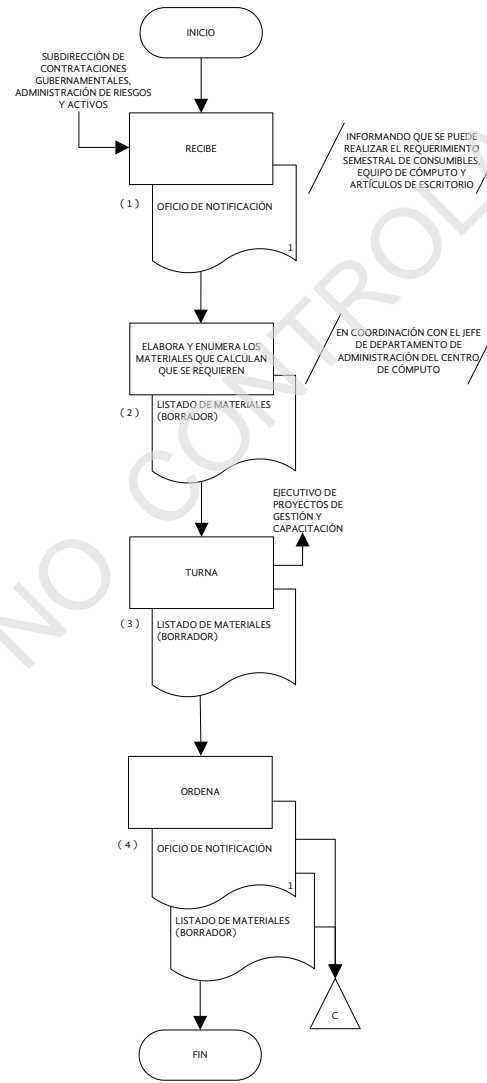 INICIO
SUBDIRECCIÓN DE
CONTRATACIONES
GUBERNAMENTALES,
ADMINISTRACIÓN DE RIESGOS
Y ACTIVOS
RECIBE
INFORMANDO QUE SE PUEDE
REALIZAR EL REQUERIMIENTO
SEMESTRAL DE CONSUMIBLES,
EQUIPO DE CÓMPUTO Y
ARTÍCULOS DE ESCRITORIO
( 1 )
OFICIO DE NOTIFICACIÓN
1
ELABORA Y ENUMERA LOS
MATERIALES QUE CALCULAN
QUE SE REQUIEREN
EN COORDINACIÓN CON EL JEFE
DE DEPARTAMENTO DE
ADMINISTRACIÓN DEL CENTRO
DE CÓMPUTO
( 2 )
LISTADO DE MATERIALES
(BORRADOR)
EJECUTIVO DE
PROYECTOS DE
GESTIÓN Y
CAPACITACIÓN
TURNA
( 3 )
LISTADO DE MATERIALES
(BORRADOR)
ORDENA
( 4 )
OFICIO DE NOTIFICACIÓN
1
LISTADO DE MATERIALES
(BORRADOR)
C
FIN
NO CONTROLA